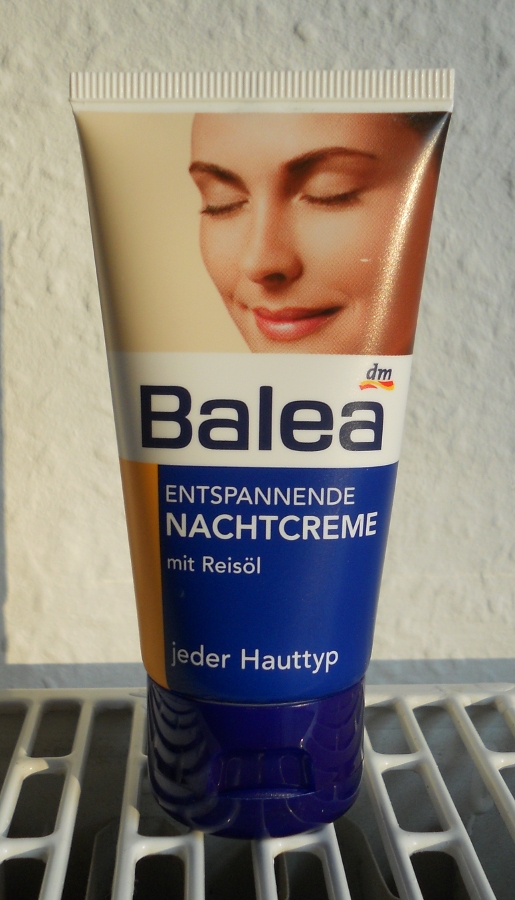 dm
Balea
ENTSPANNENDE
NACHTCREME
mit Reisöl
jeder Hauttyp